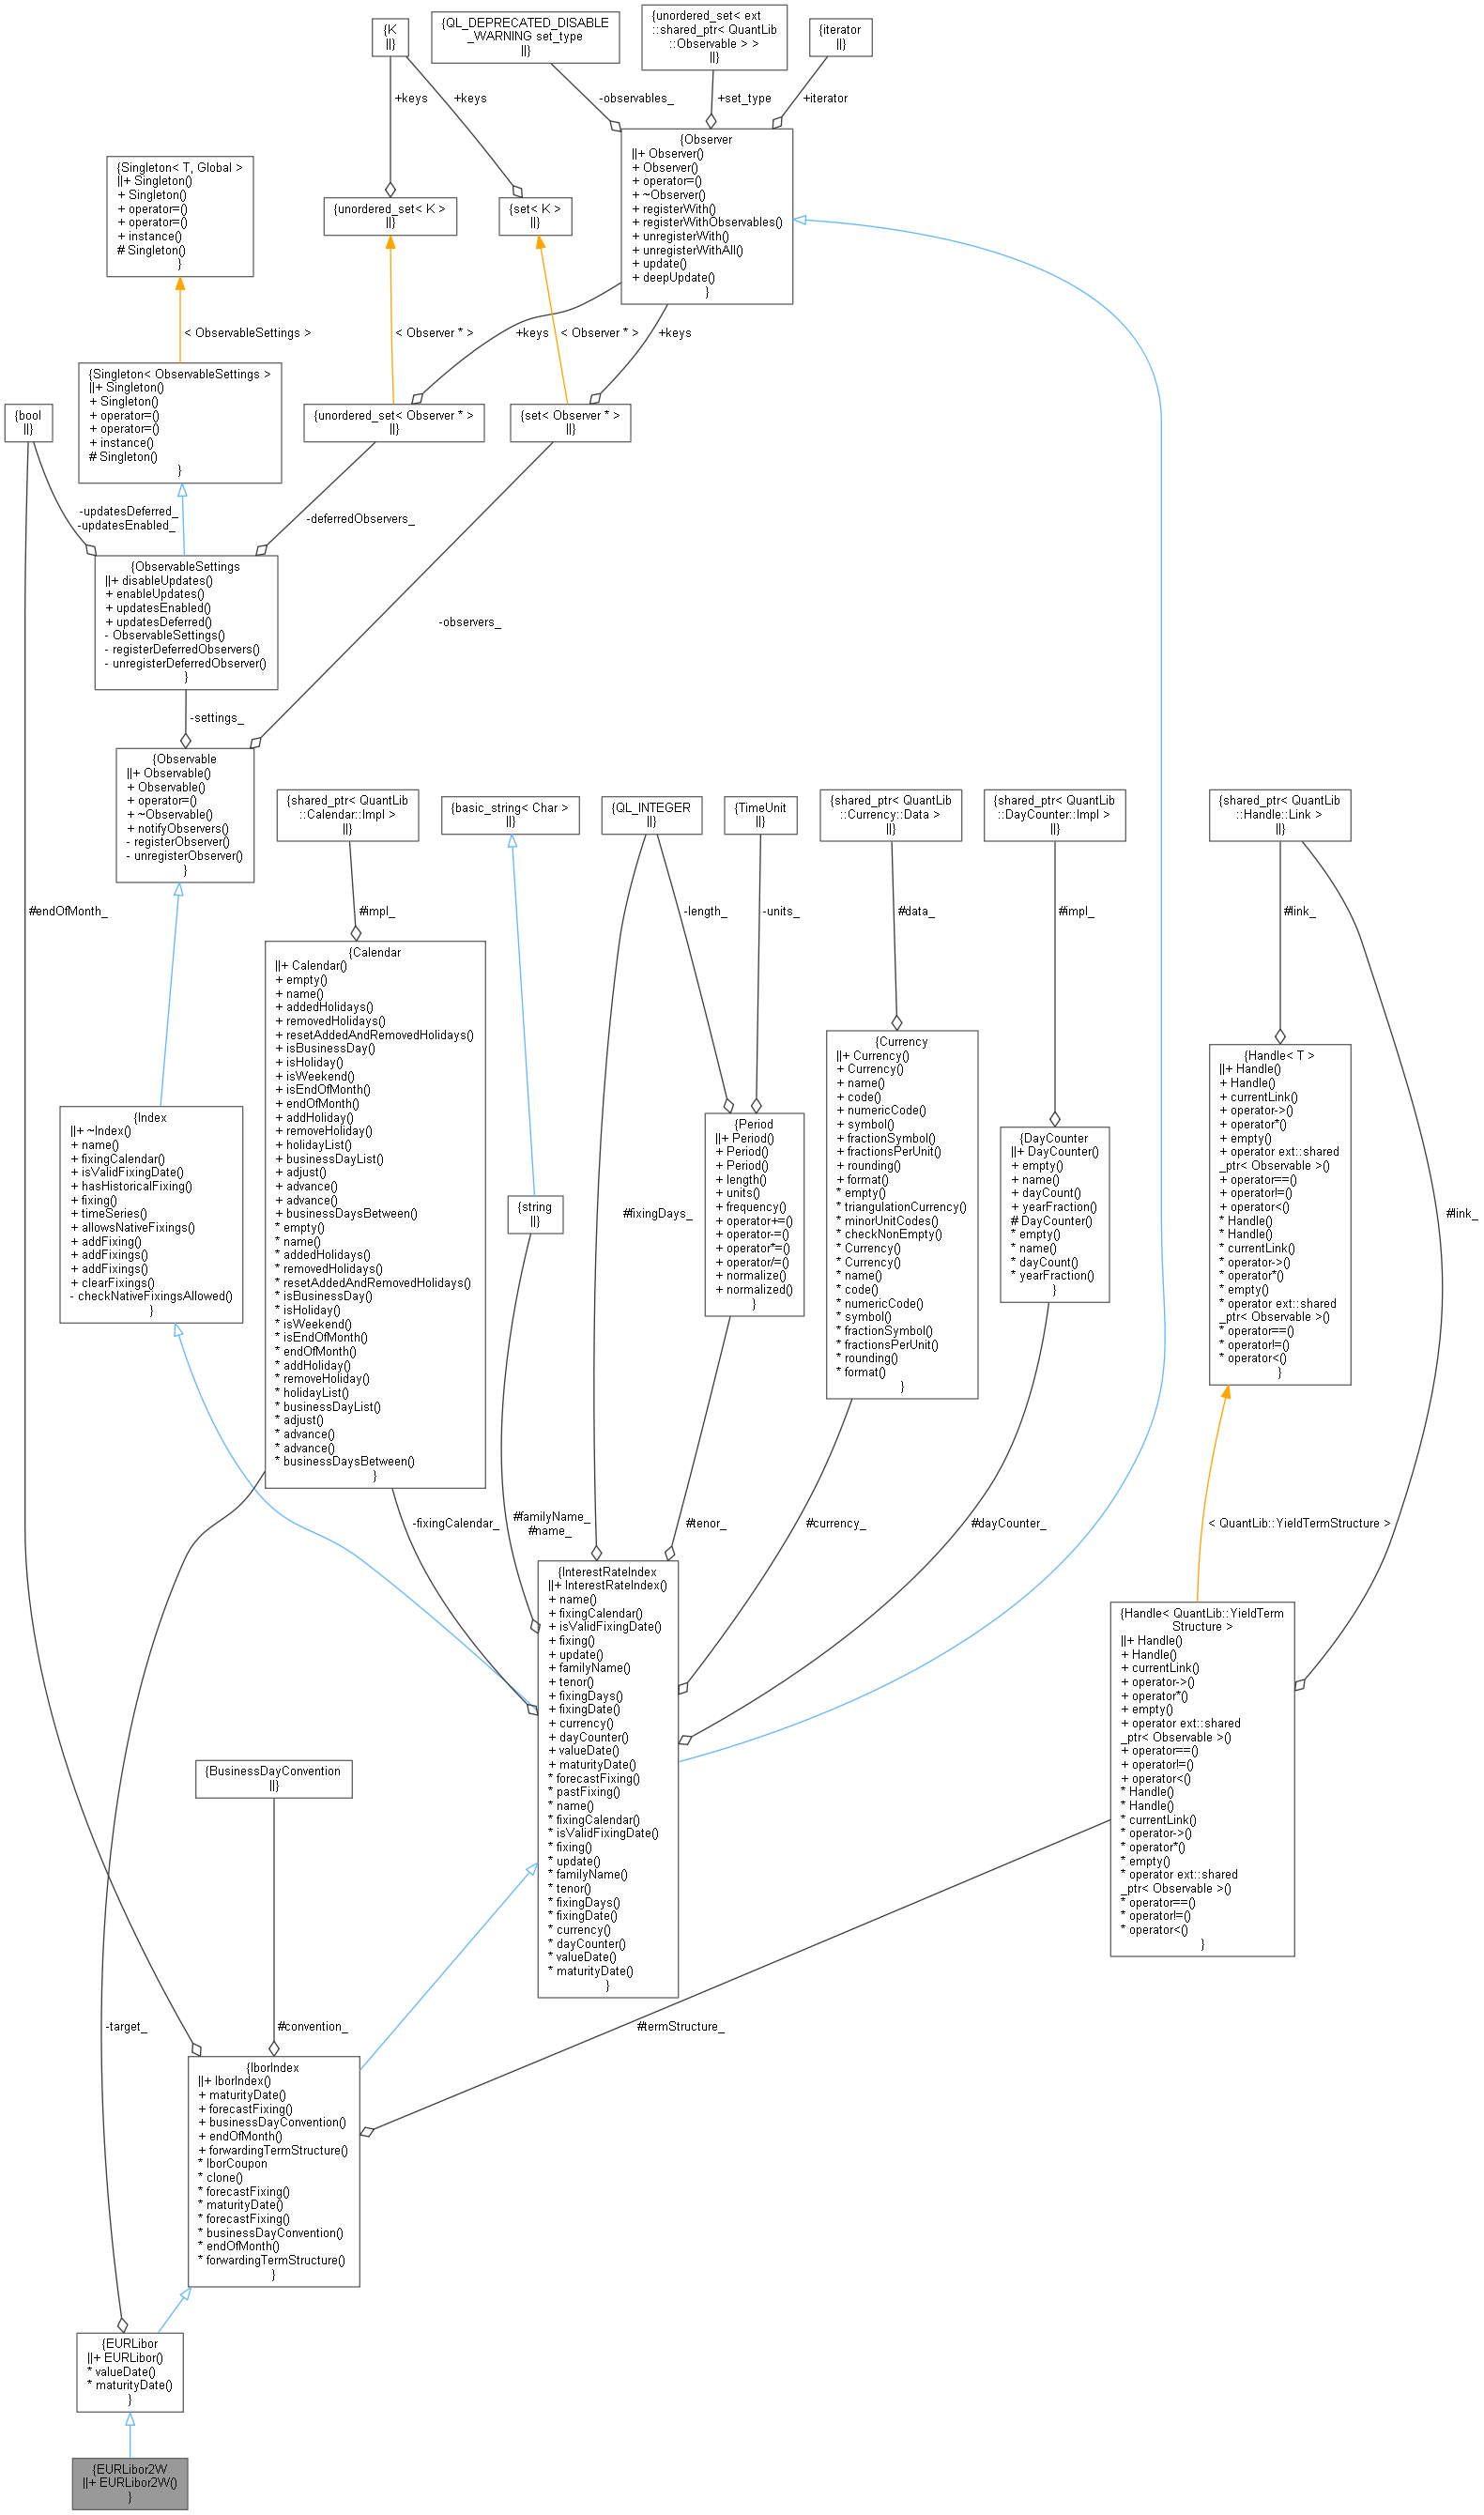 {K
||}
{QL_DEPRECATED_DISABLE
_WARNING set_type
||}
{unordered_set< ext
::shared_ptr< QuantLib
::Observable > >
||}
{iterator
||}
+keys
+keys
-observables_
+set_type
+iterator
{Singleton< T, Global >
||+ Singleton()
+ Singleton()
+ operator=()
+ operator=()
+ instance()
# Singleton()
}
{unordered_set< K >
||}
{set< K >
||}
{Observer
||+ Observer()
+ Observer()
+ operator=()
+ ~Observer()
+ registerWith()
+ registerWithObservables()
+ unregisterWith()
+ unregisterWithAll()
+ update()
+ deepUpdate()
}
< ObservableSettings >
< Observer * >
+keys
< Observer * >
+keys
{bool
||}
{Singleton< ObservableSettings >
||+ Singleton()
+ Singleton()
+ operator=()
+ operator=()
+ instance()
# Singleton()
}
{unordered_set< Observer * >
||}
{set< Observer * >
||}
-updatesDeferred_
-updatesEnabled_
-deferredObservers_
{ObservableSettings
||+ disableUpdates()
+ enableUpdates()
+ updatesEnabled()
+ updatesDeferred()
- ObservableSettings()
- registerDeferredObservers()
- unregisterDeferredObserver()
}
-observers_
-settings_
{Observable
||+ Observable()
+ Observable()
+ operator=()
+ ~Observable()
+ notifyObservers()
- registerObserver()
- unregisterObserver()
}
{shared_ptr< QuantLib
::Calendar::Impl >
||}
{basic_string< Char >
||}
{QL_INTEGER
||}
{TimeUnit
||}
{shared_ptr< QuantLib
::Currency::Data >
||}
{shared_ptr< QuantLib
::DayCounter::Impl >
||}
{shared_ptr< QuantLib
::Handle::Link >
||}
#endOfMonth_
#impl_
-length_
-units_
#data_
#impl_
#link_
{Calendar
||+ Calendar()
+ empty()
+ name()
+ addedHolidays()
+ removedHolidays()
+ resetAddedAndRemovedHolidays()
+ isBusinessDay()
+ isHoliday()
+ isWeekend()
+ isEndOfMonth()
+ endOfMonth()
+ addHoliday()
+ removeHoliday()
+ holidayList()
+ businessDayList()
+ adjust()
+ advance()
+ advance()
+ businessDaysBetween()
* empty()
* name()
* addedHolidays()
* removedHolidays()
* resetAddedAndRemovedHolidays()
* isBusinessDay()
* isHoliday()
* isWeekend()
* isEndOfMonth()
* endOfMonth()
* addHoliday()
* removeHoliday()
* holidayList()
* businessDayList()
* adjust()
* advance()
* advance()
* businessDaysBetween()
}
{Index
||+ ~Index()
+ name()
+ fixingCalendar()
+ isValidFixingDate()
+ hasHistoricalFixing()
+ fixing()
+ timeSeries()
+ allowsNativeFixings()
+ addFixing()
+ addFixings()
+ addFixings()
+ clearFixings()
- checkNativeFixingsAllowed()
}
{string
||}
#fixingDays_
{Period
||+ Period()
+ Period()
+ Period()
+ length()
+ units()
+ frequency()
+ operator+=()
+ operator-=()
+ operator*=()
+ operator/=()
+ normalize()
+ normalized()
}
{Currency
||+ Currency()
+ Currency()
+ name()
+ code()
+ numericCode()
+ symbol()
+ fractionSymbol()
+ fractionsPerUnit()
+ rounding()
+ format()
* empty()
* triangulationCurrency()
* minorUnitCodes()
* checkNonEmpty()
* Currency()
* Currency()
* name()
* code()
* numericCode()
* symbol()
* fractionSymbol()
* fractionsPerUnit()
* rounding()
* format()
}
{DayCounter
||+ DayCounter()
+ empty()
+ name()
+ dayCount()
+ yearFraction()
# DayCounter()
* empty()
* name()
* dayCount()
* yearFraction()
}
{Handle< T >
||+ Handle()
+ Handle()
+ currentLink()
+ operator->()
+ operator*()
+ empty()
+ operator ext::shared
_ptr< Observable >()
+ operator==()
+ operator!=()
+ operator<()
* Handle()
* Handle()
* currentLink()
* operator->()
* operator*()
* empty()
* operator ext::shared
_ptr< Observable >()
* operator==()
* operator!=()
* operator<()
}
#link_
-fixingCalendar_
#familyName_
#name_
#tenor_
#currency_
#dayCounter_
< QuantLib::YieldTermStructure >
{InterestRateIndex
||+ InterestRateIndex()
+ name()
+ fixingCalendar()
+ isValidFixingDate()
+ fixing()
+ update()
+ familyName()
+ tenor()
+ fixingDays()
+ fixingDate()
+ currency()
+ dayCounter()
+ valueDate()
+ maturityDate()
* forecastFixing()
* pastFixing()
* name()
* fixingCalendar()
* isValidFixingDate()
* fixing()
* update()
* familyName()
* tenor()
* fixingDays()
* fixingDate()
* currency()
* dayCounter()
* valueDate()
* maturityDate()
}
{Handle< QuantLib::YieldTerm
Structure >
||+ Handle()
+ Handle()
+ currentLink()
+ operator->()
+ operator*()
+ empty()
+ operator ext::shared
_ptr< Observable >()
+ operator==()
+ operator!=()
+ operator<()
* Handle()
* Handle()
* currentLink()
* operator->()
* operator*()
* empty()
* operator ext::shared
_ptr< Observable >()
* operator==()
* operator!=()
* operator<()
}
{BusinessDayConvention
||}
-target_
#convention_
#termStructure_
{IborIndex
||+ IborIndex()
+ maturityDate()
+ forecastFixing()
+ businessDayConvention()
+ endOfMonth()
+ forwardingTermStructure()
* IborCoupon
* clone()
* forecastFixing()
* maturityDate()
* forecastFixing()
* businessDayConvention()
* endOfMonth()
* forwardingTermStructure()
}
{EURLibor
||+ EURLibor()
* valueDate()
* maturityDate()
}
{EURLibor2W
||+ EURLibor2W()
}